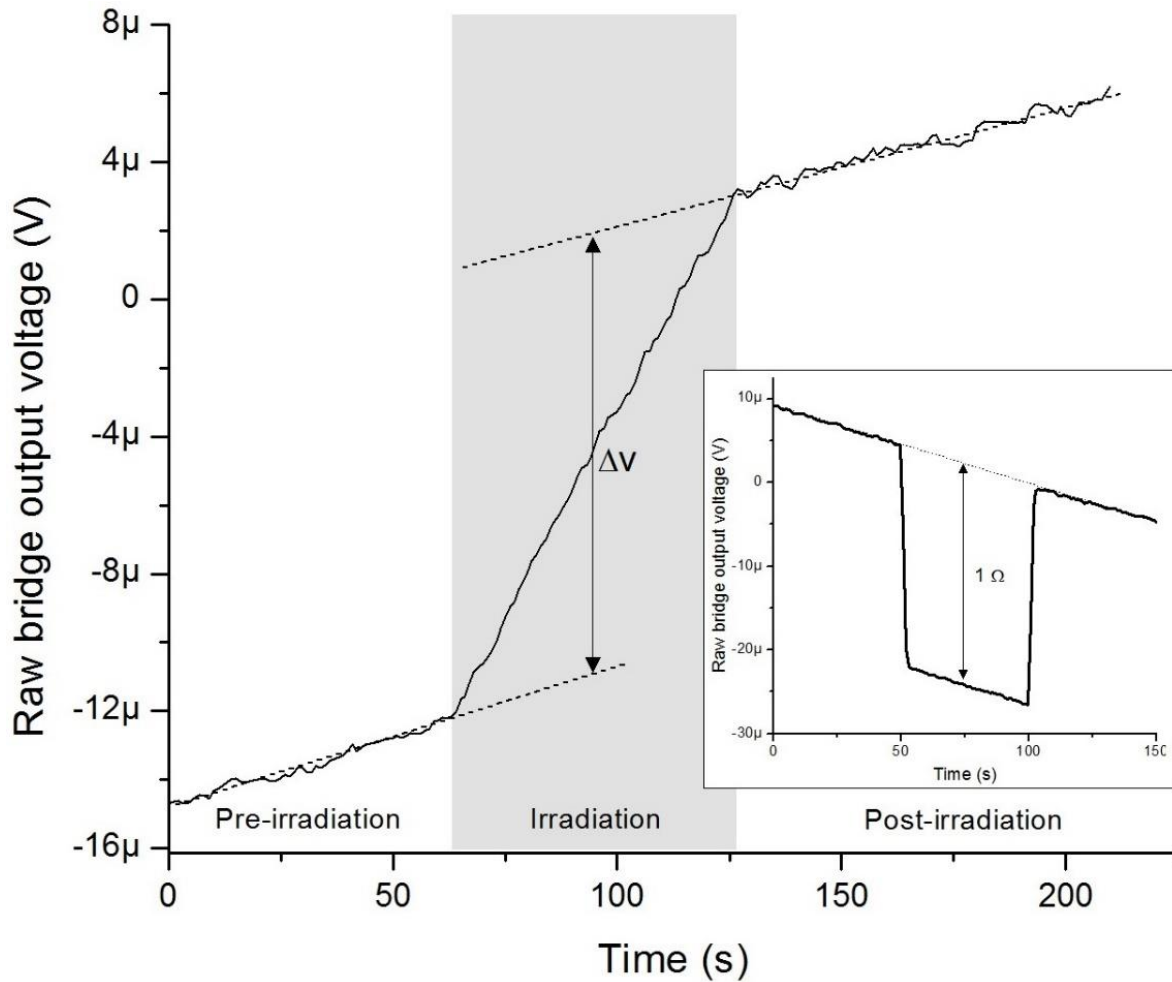 Raw bridge output voltage (V)
8µ
4µ
0
-4µ
-8µ
-12µ
-16µ
ΔV
Pre-irradiation
Irradiation
Post-irradiation
0
50
100
150
200
Time (s)
Raw bridge output voltage (V)
10µ
0
-10µ
-20µ
-30µ
1 Ω
0
50
100
150
Time (s)